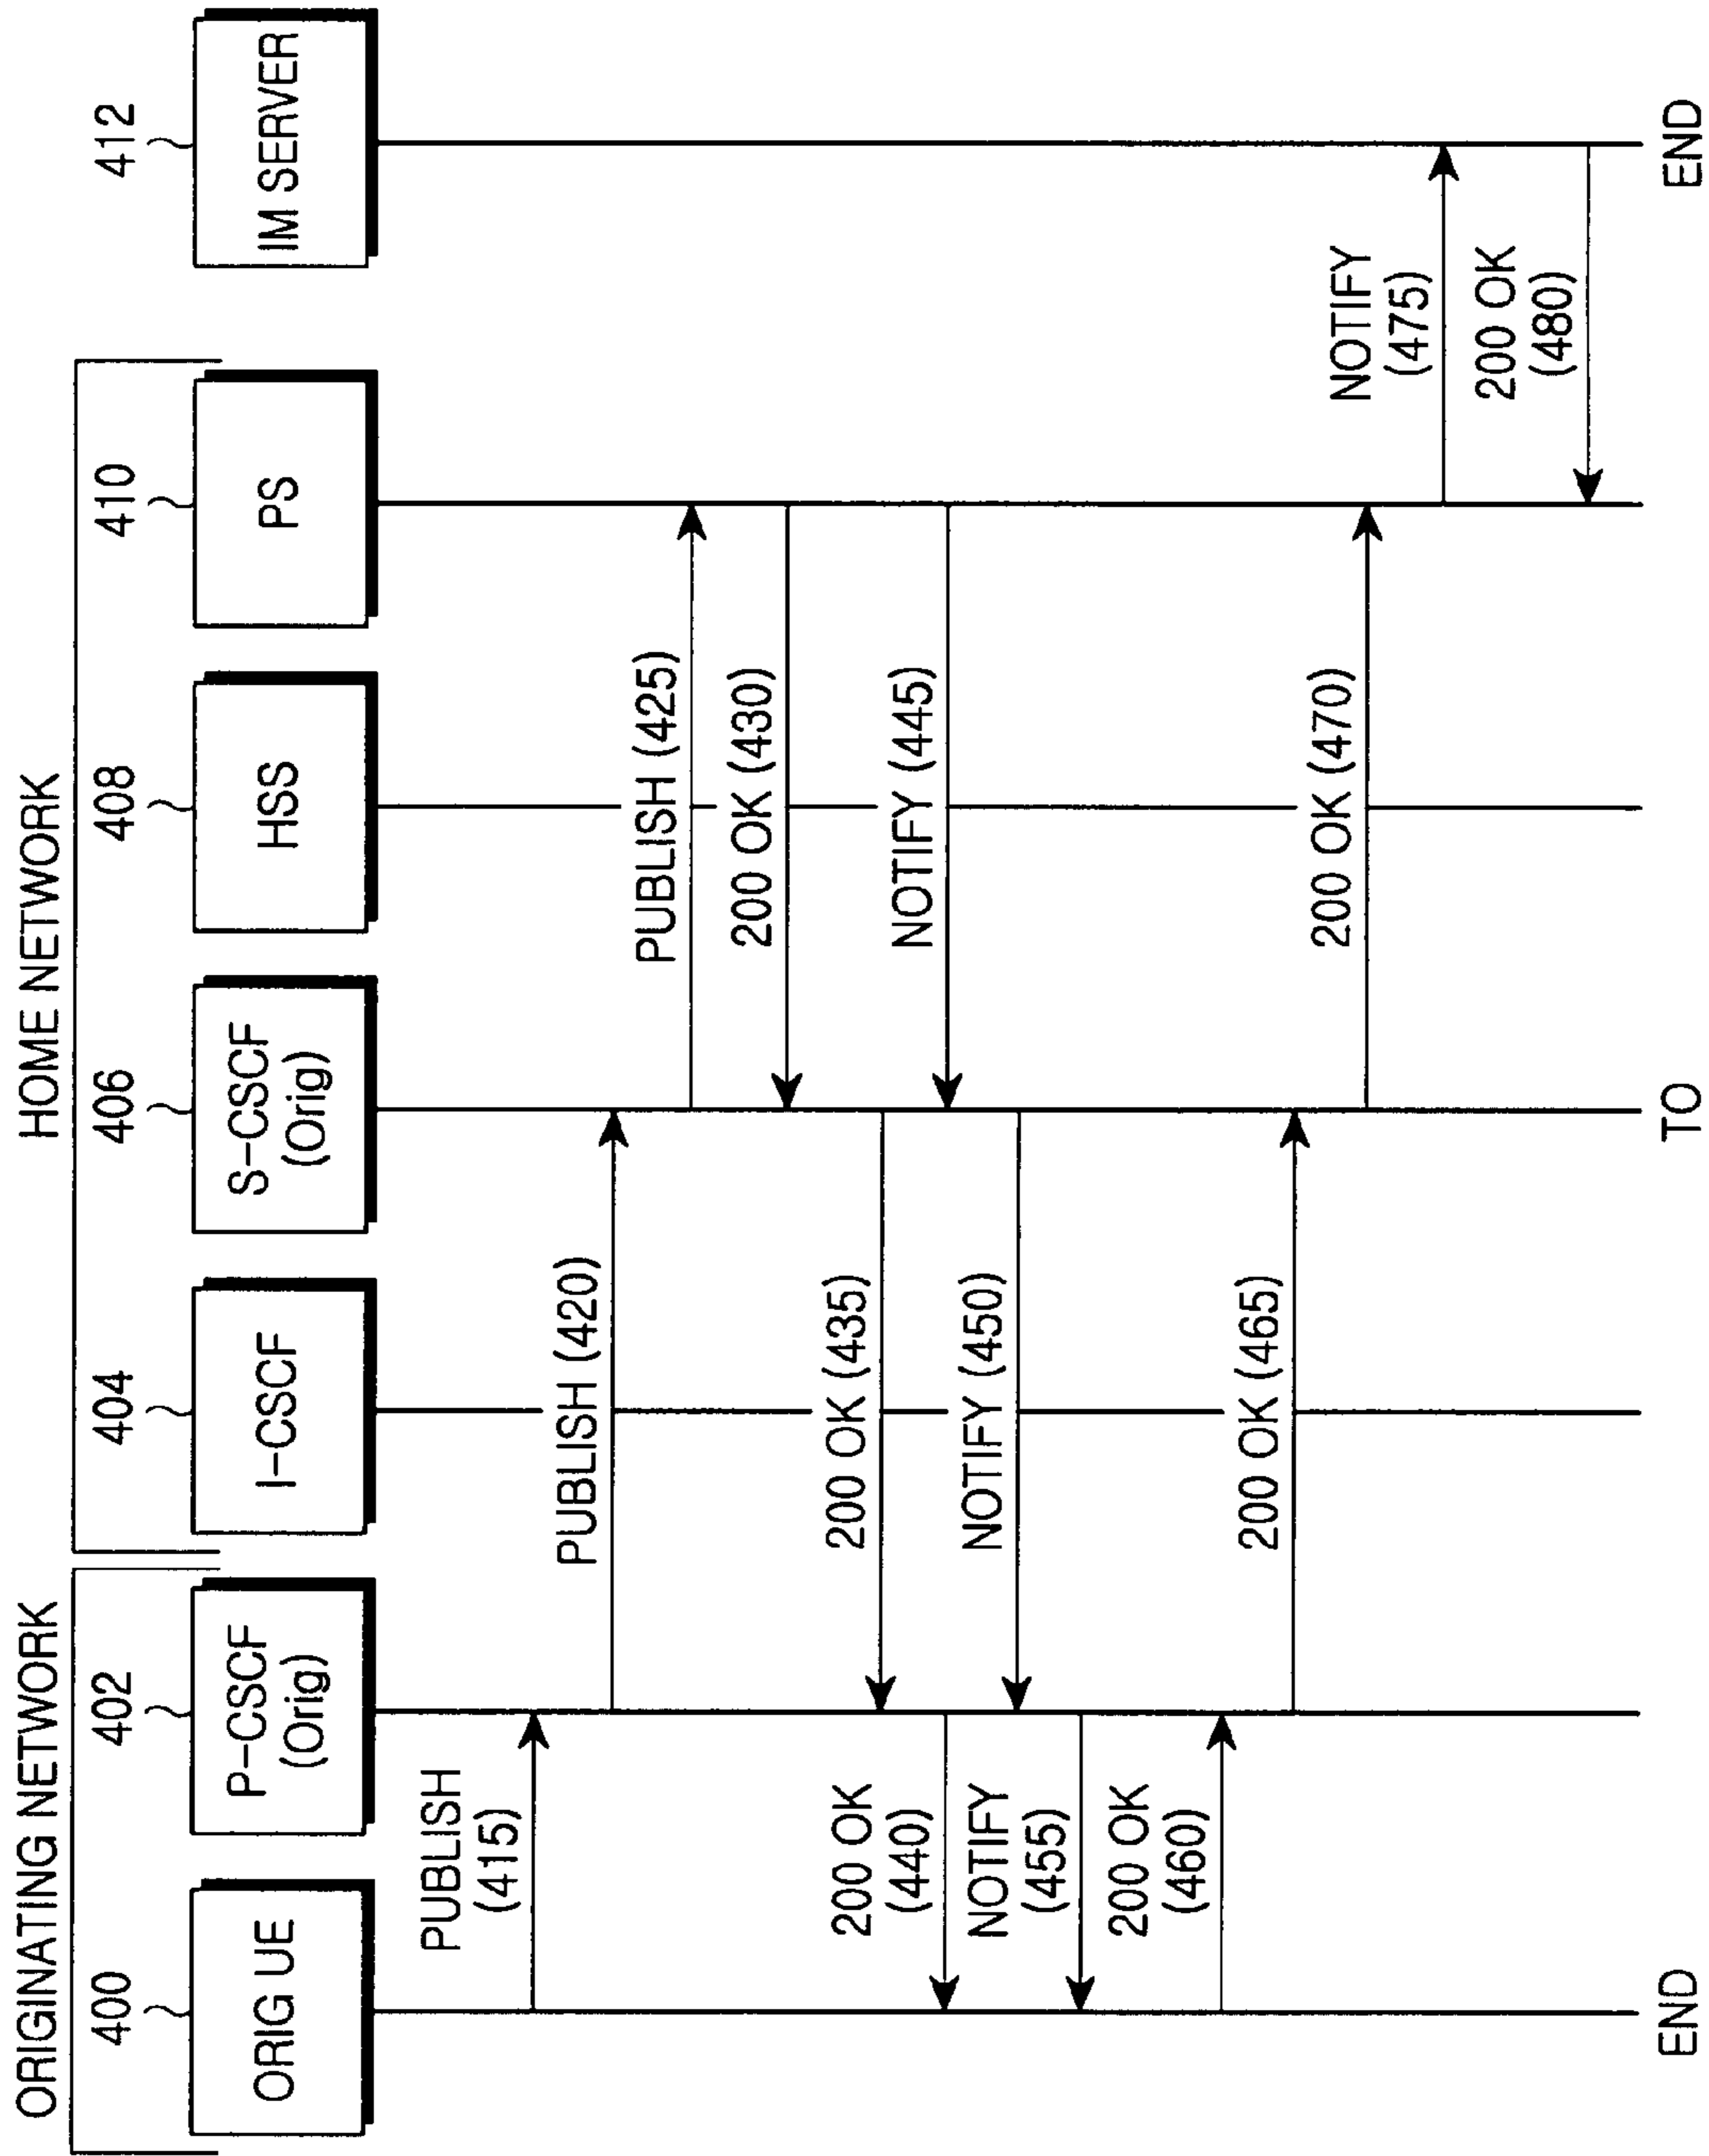 ORIGINATING NETWORK
HOME NETWORK
400
402
404
406
408
410
412
ORIG UE
P-CSCF
(Orig)
I-CSCF
S-CSCF
(Orig)
HSS
PS
IM SERVER
PUBLISH
(415)
PUBLISH (420)
PUBLISH (425)
200 OK (430)
200 OK (435)
200 OK
(440)
NOTIFY (445)
NOTIFY (450)
NOTIFY
(455)
200 OK
(460)
200 OK (465)
200 OK (470)
NOTIFY
(475)
200 OK
(480)
END
TO
END